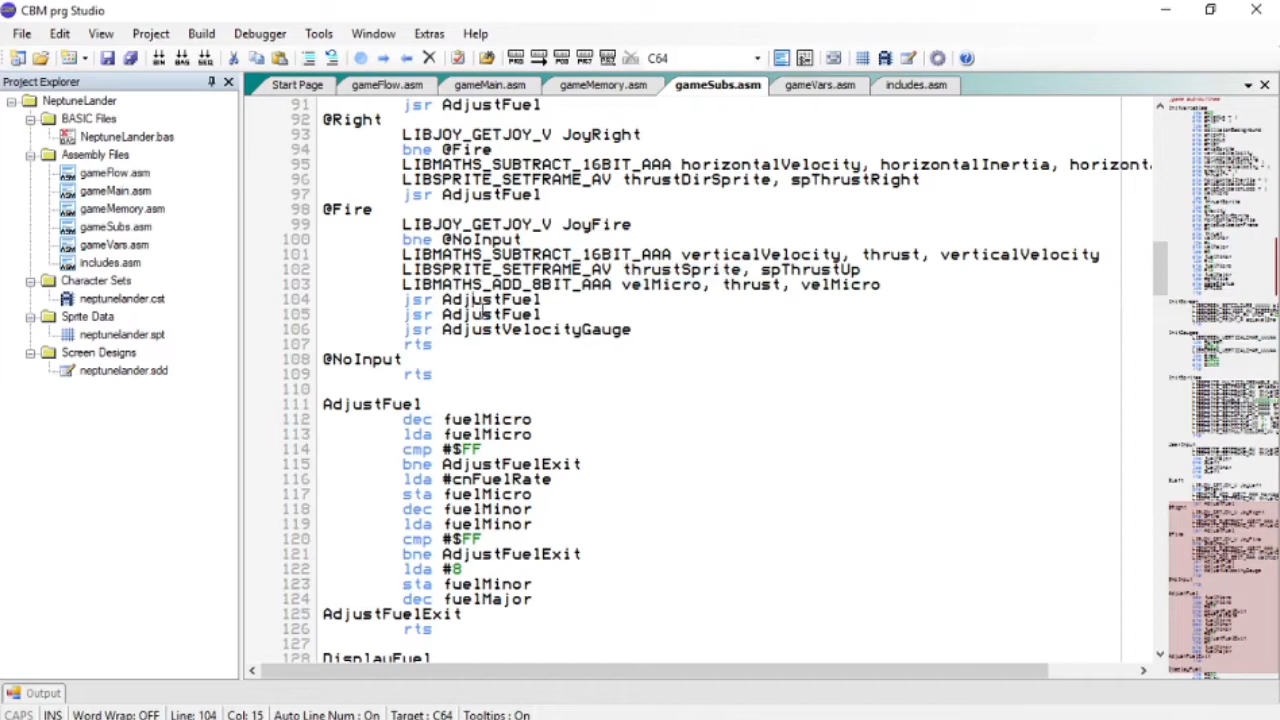 CBM prg Studio
File Edit View Project Build Debugger Tools Window Extras Help
C64
Project Explorer
Start Page gameFlow.asm gameMain.asm gameMemory.asm gameSubs.asm gameVars.asm includes.asm
NeptuneLander
BASIC Files
NeptuneLander.bas
Assembly Files
gameFlow.asm
gameMain.asm
gameMemory.asm
gameSubs.asm
gameVars.asm
includes.asm
Character Sets
neptunelander.cst
Sprite Data
neptunelander.spt
Screen Designs
neptunelander.sdd
91 jsr AdjustFuel
92 @Right
93 LIBJOY_GETJOY_V JoyRight
94 bne @Fire
95 LIBMATHS_SUBTRACT_16BIT_AAA horizontalVelocity, horizontalInertia, horizont
96 LIBSPRITE_SETFRAME_AV thrustDirSprite, spThrustRight
97 jsr AdjustFuel
98 @Fire
99 LIBJOY_GETJOY_V JoyFire
100 bne @NoInput
101 LIBMATHS_SUBTRACT_16BIT_AAA verticalVelocity, thrust, verticalVelocity
102 LIBSPRITE_SETFRAME_AV thrustSprite, spThrustUp
103 LIBMATHS_ADD_8BIT_AAA velMicro, thrust, velMicro
104 jsr AdjustFuel
105 jsr AdjustFuel
106 jsr AdjustVelocityGauge
107 rts
108 @NoInput
109 rts
110
111 AdjustFuel
112 dec fuelMicro
113 lda fuelMicro
114 cmp #$FF
115 bne AdjustFuelExit
116 lda #cnFuelRate
117 sta fuelMicro
118 dec fuelMinor
119 lda fuelMinor
120 cmp #$FF
121 bne AdjustFuelExit
122 lda #8
123 sta fuelMinor
124 dec fuelMajor
125 AdjustFuelExit
126 rts
127
128 DisplayFuel
Output
CAPS INS Word Wrap: OFF Line: 104 Col: 15 Auto Line Num : On Target : C64 Tooltips : On